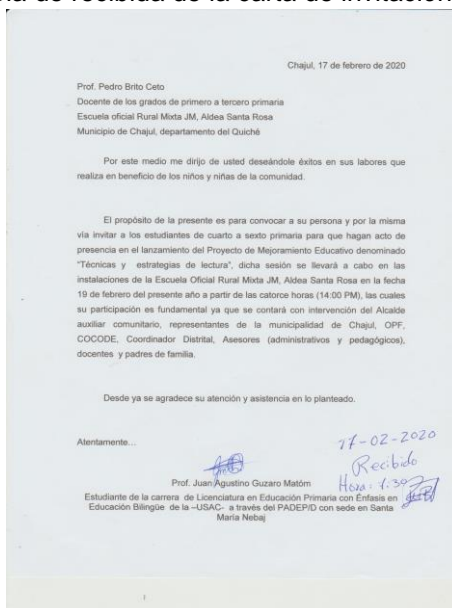 Chajul, 17 de febrero de 2020
Prof. Pedro Brito Ceto
Docente de los grados de primero a tercero primaria
Escuela oficial Rural Mixta JM, Aldea Santa Rosa
Municipio de Chajul, departamento del Quiché
Por este medio me dirijo de usted deseándole éxitos en sus labores que
realiza en beneficio de los niños y niñas de la comunidad.
El propósito de la presente es para convocar a su persona y por la misma
vía invitar a los estudiantes de cuarto a sexto primaria para que hagan acto de
presencia en el lanzamiento del Proyecto de Mejoramiento Educativo denominado
"Técnicas y estrategias de lectura", dicha sesión se llevará a cabo en las
instalaciones de la Escuela Oficial Rural Mixta JM, Aldea Santa Rosa en la fecha
19 de febrero del presente año a partir de las catorce horas (14:00 PM), las cuales
su participación es fundamental ya que se contará con intervención del Alcalde
auxiliar comunitario, representantes de la municipalidad de Chajul, OPF,
COCODE, Coordinador Distrital, Asesores (administrativos y pedagógicos),
docentes y padres de familia.
Desde ya se agradece su atención y asistencia en lo planteado.
Atentamente…
17-02-2020
Recibido
Hora: 7:30
Prof. Juan Agustino Guzaro Matóm
Estudiante de la carrera de Licenciatura en Educación Primaria con Énfasis en
Educación Bilingüe de la –USAC- a través del PADEP/D con sede en Santa
María Nebaj